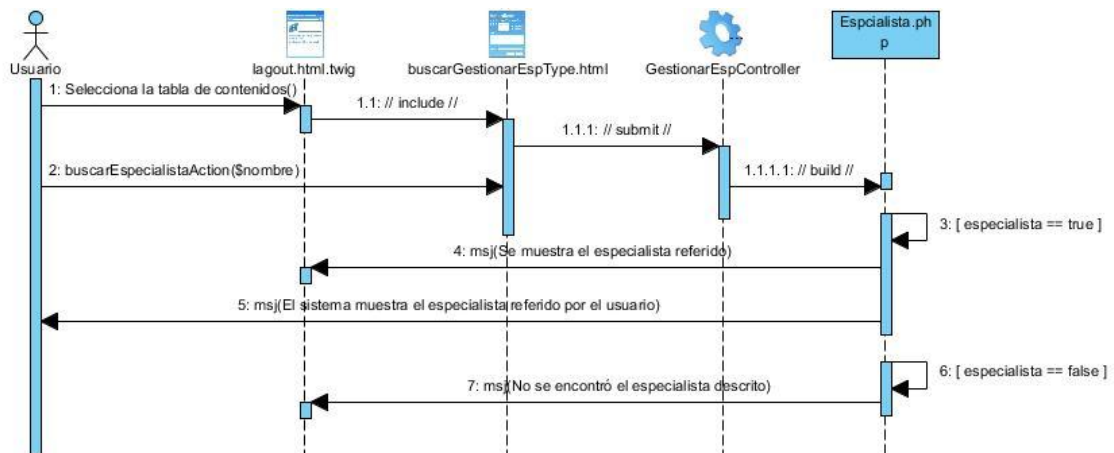 Espcialista.ph
p
Usuario
lagout.html.twig
buscarGestionarEspType.html
GestionarEspController
1: Selecciona la tabla de contenidos()
1.1: // include //
1.1.1: // submit //
2: buscarEspecialistaAction($nombre)
1.1.1.1: // build //
3: [ especialista == true ]
4: msj(Se muestra el especialista referido)
5: msj(El sistema muestra el especialista referido por el usuario)
6: [ especialista == false ]
7: msj(No se encontró el especialista descrito)